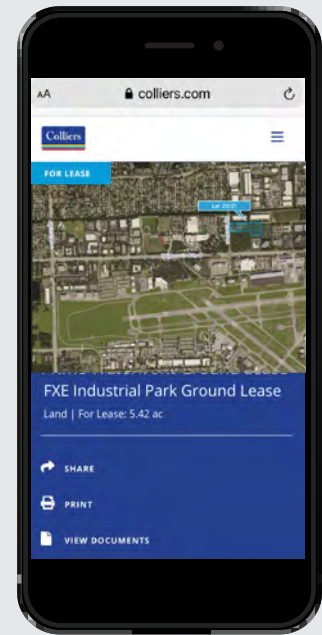 AA colliers.com
Colliers
FOR LEASE
Lot 20/21
FXE Industrial Park Ground Lease
Land | For Lease: 5.42 ac
SHARE
PRINT
VIEW DOCUMENTS